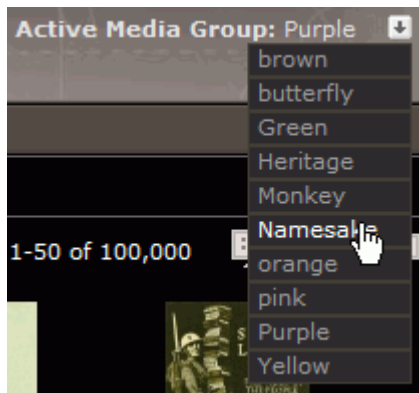 Active Media Group: Purple
brown
butterfly
Green
Heritage
Monkey
Namesake
1-50 of 100,000
orange
pink
Purple
Yellow